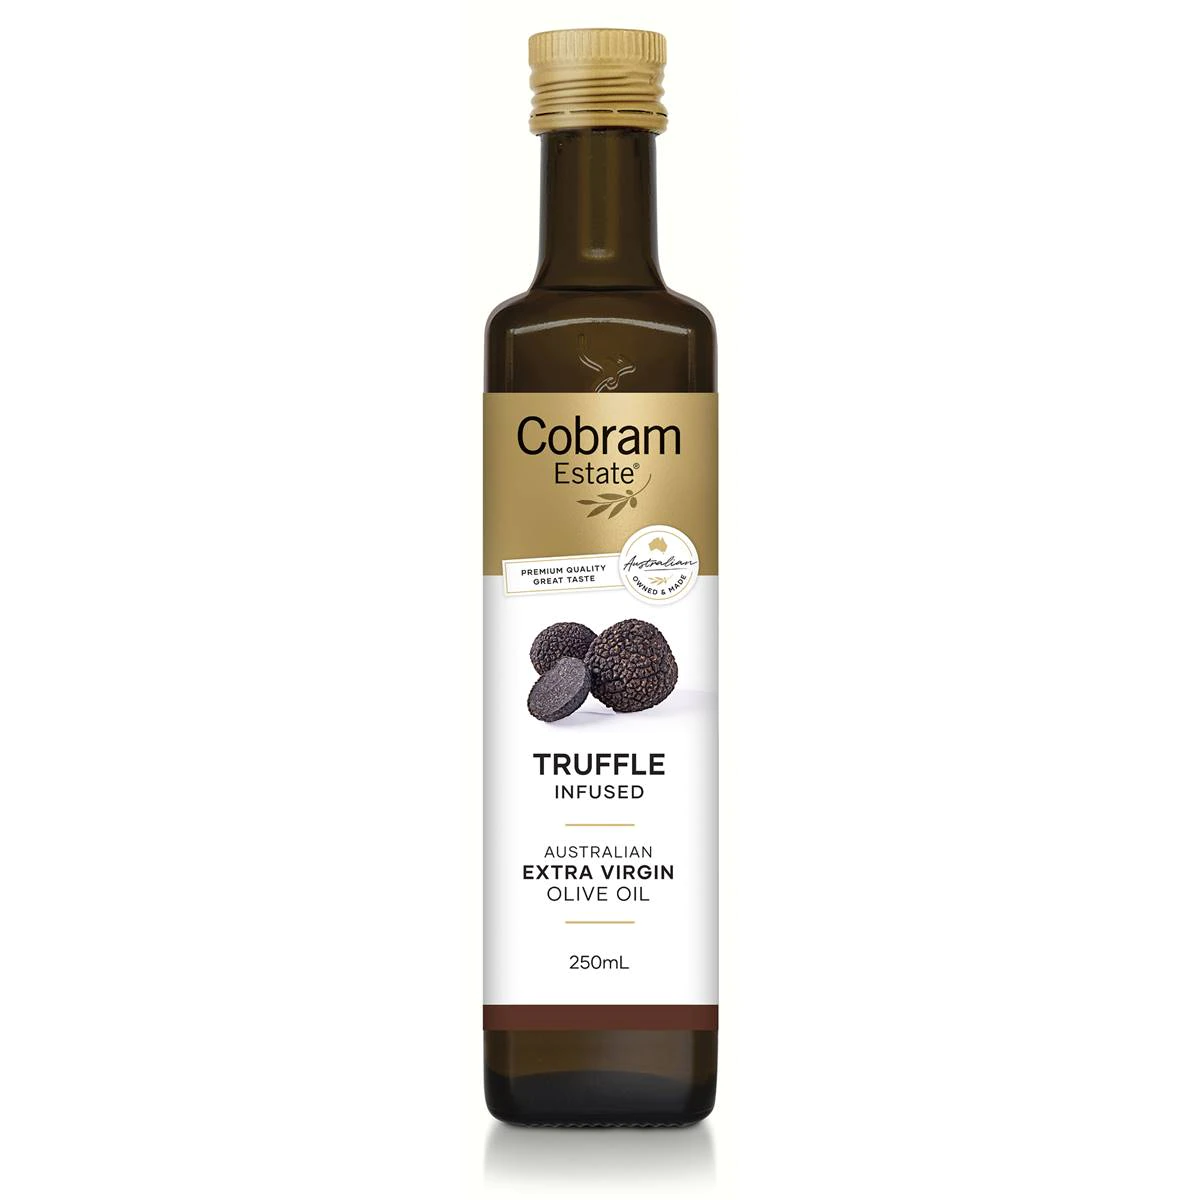 Cobram
Estate®
PREMIUM QUALITY
GREAT TASTE
Australian
OWNED & MADE
TRUFFLE
INFUSED
AUSTRALIAN
EXTRA VIRGIN
OLIVE OIL
250mL